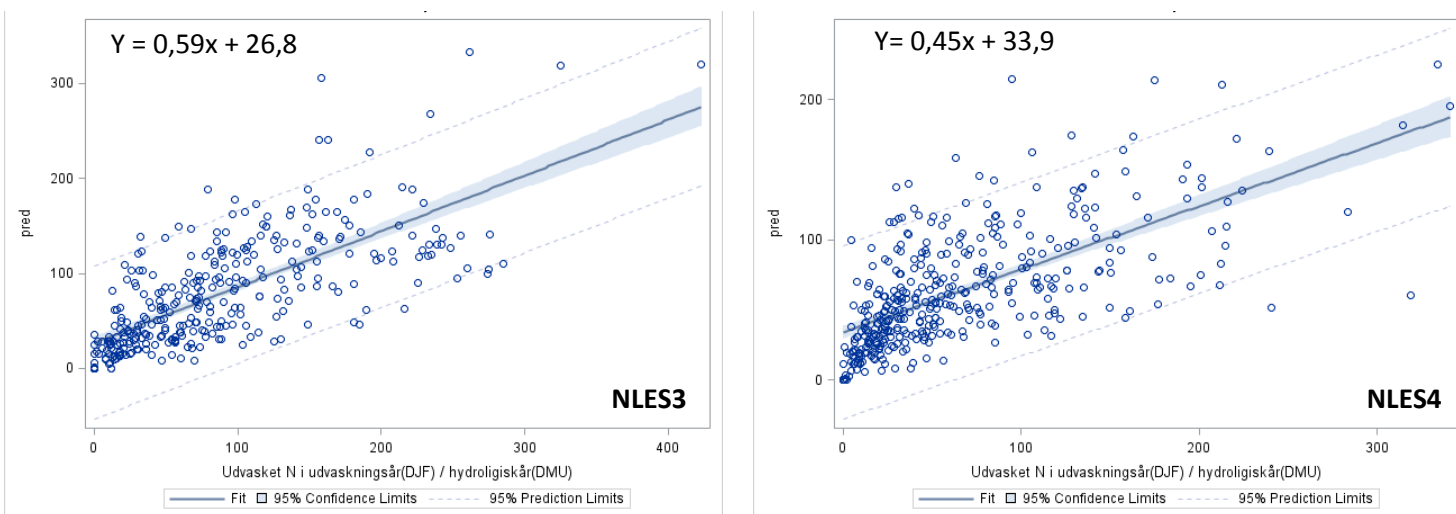 Y = 0,59x + 26,8
300
200
100
0
pred
NLES3
0 100 200 300 400
Udvasket N i udvaskningsår(DJF) / hydroligiskår(DMU)
Fit 95% Confidence Limits 95% Prediction Limits
Y= 0,45x + 33,9
200
100
0
pred
NLES4
0 100 200 300
Udvasket N i udvaskningsår(DJF) / hydroligiskår(DMU)
Fit 95% Confidence Limits 95% Prediction Limits